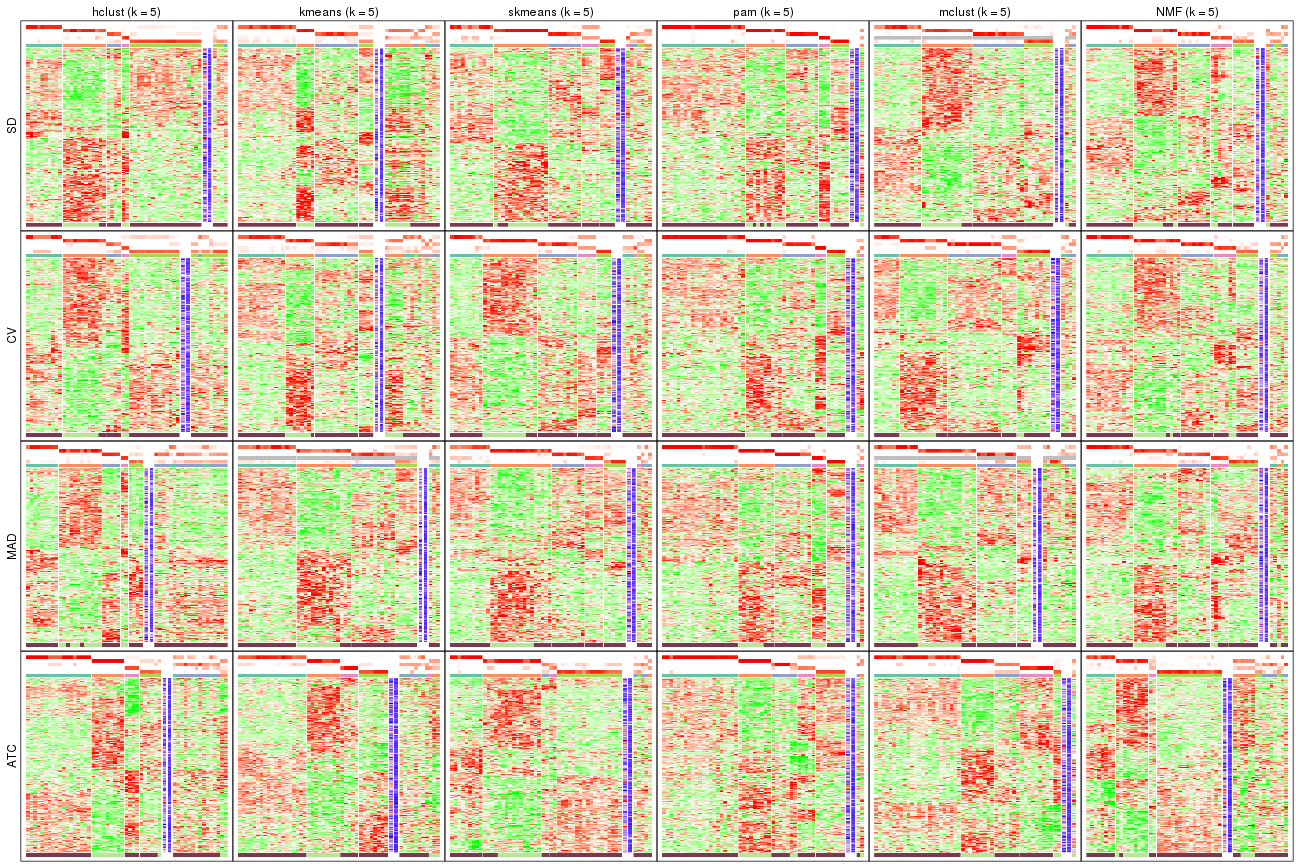 hclust (k = 5) kmeans (k = 5) skmeans (k = 5) pam (k = 5) mclust (k = 5) NMF (k = 5)
SD
CV
MAD
ATC